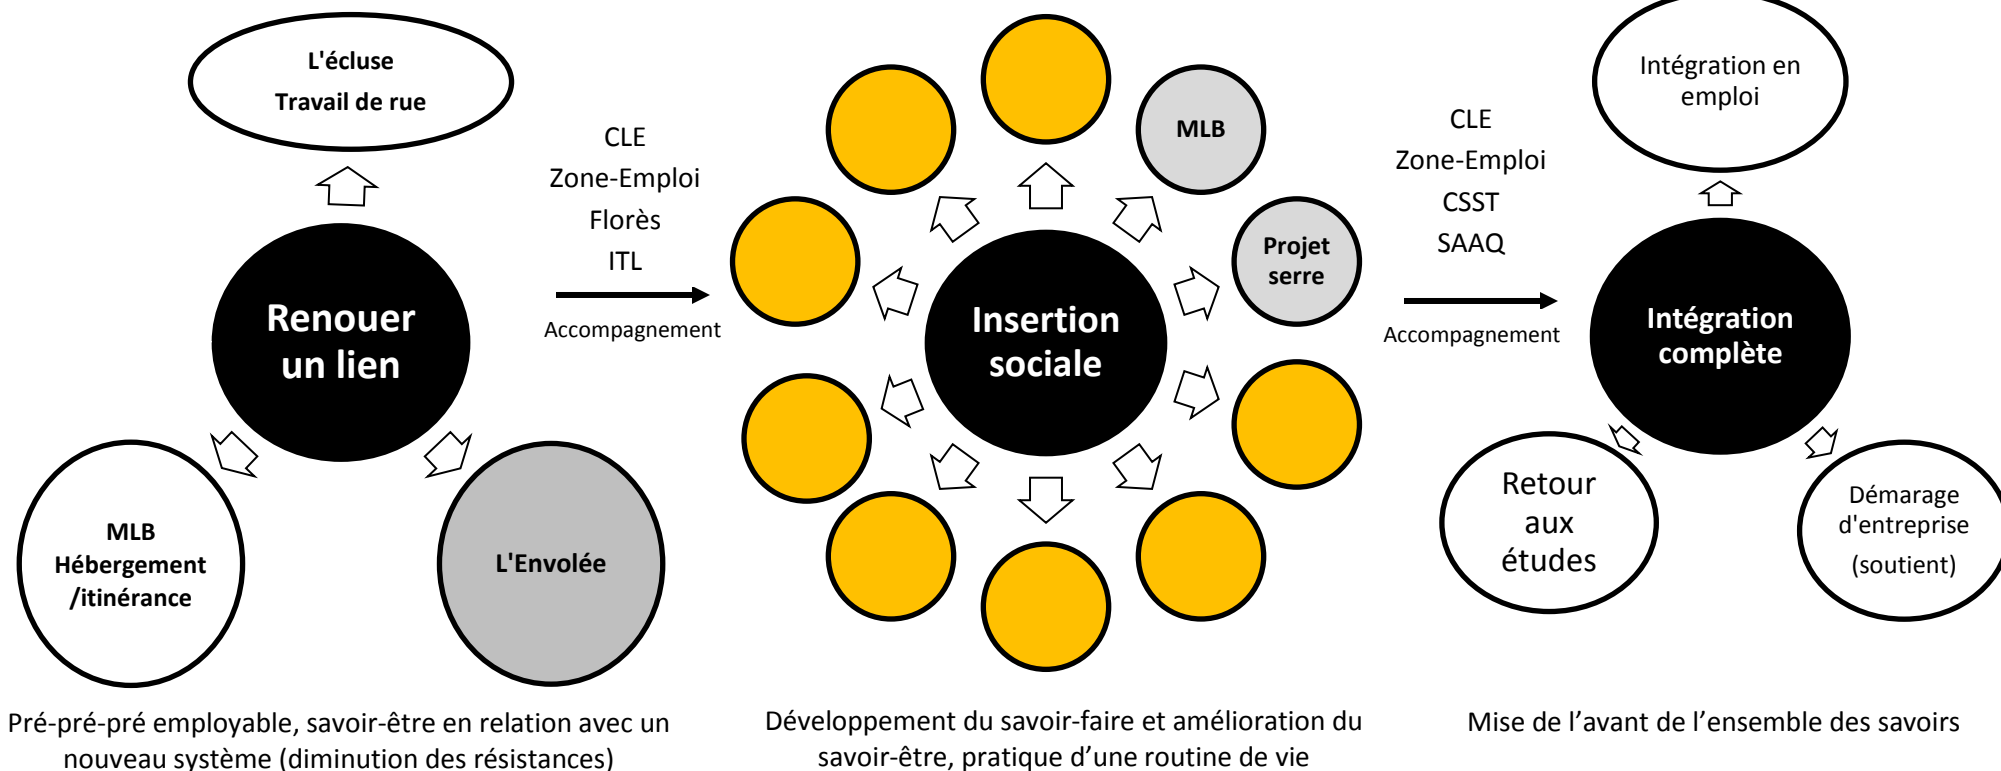 L'écluse
Travail de rue
Renouer
un lien
MLB
Hébergement
/itinérance
L'Envolée
Pré-pré-pré employable, savoir-être en relation avec un
nouveau système (diminution des résistances)
CLE
Zone-Emploi
Florès
ITL
Accompagnement
MLB
Projet
serre
Insertion
sociale
Développement du savoir-faire et amélioration du
savoir-être, pratique d’une routine de vie
CLE
Zone-Emploi
CSST
SAAQ
Accompagnement
Intégration en
emploi
Intégration
complète
Retour
aux
études
Démarage
d'entreprise
(soutient)
Mise de l’avant de l’ensemble des savoirs